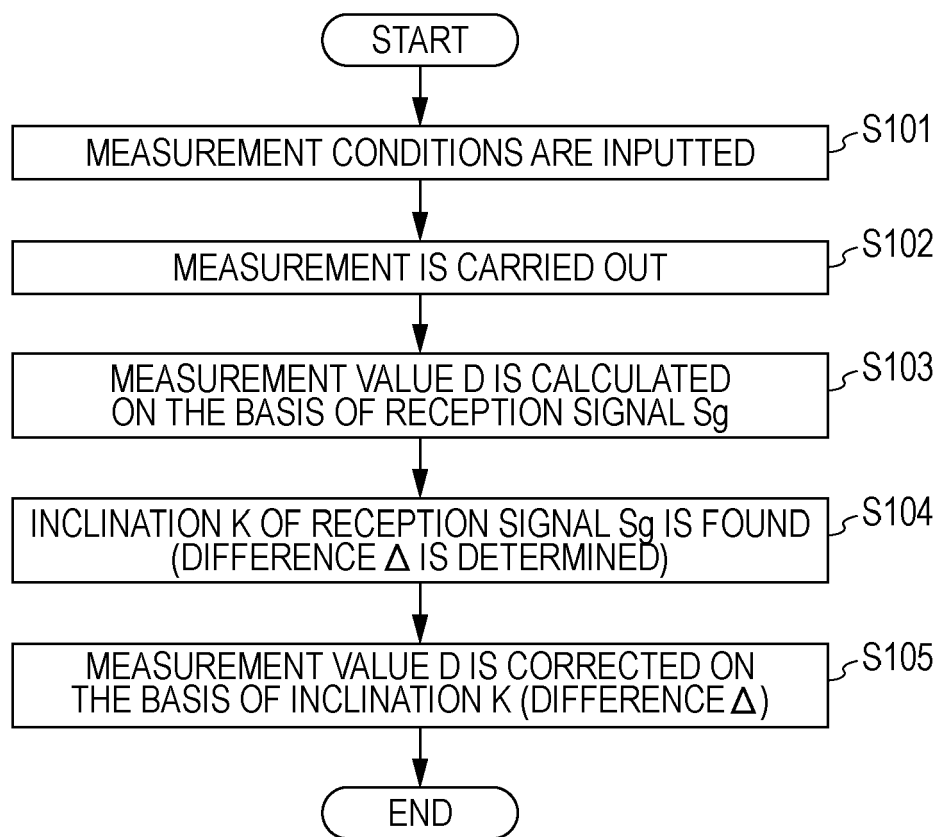 START
MEASUREMENT CONDITIONS ARE INPUTTED
S101
MEASUREMENT IS CARRIED OUT
S102
MEASUREMENT VALUE D IS CALCULATED
ON THE BASIS OF RECEPTION SIGNAL Sg
S103
INCLINATION K OF RECEPTION SIGNAL Sg IS FOUND
(DIFFERENCE Δ IS DETERMINED)
S104
MEASUREMENT VALUE D IS CORRECTED ON
THE BASIS OF INCLINATION K (DIFFERENCE Δ)
S105
END